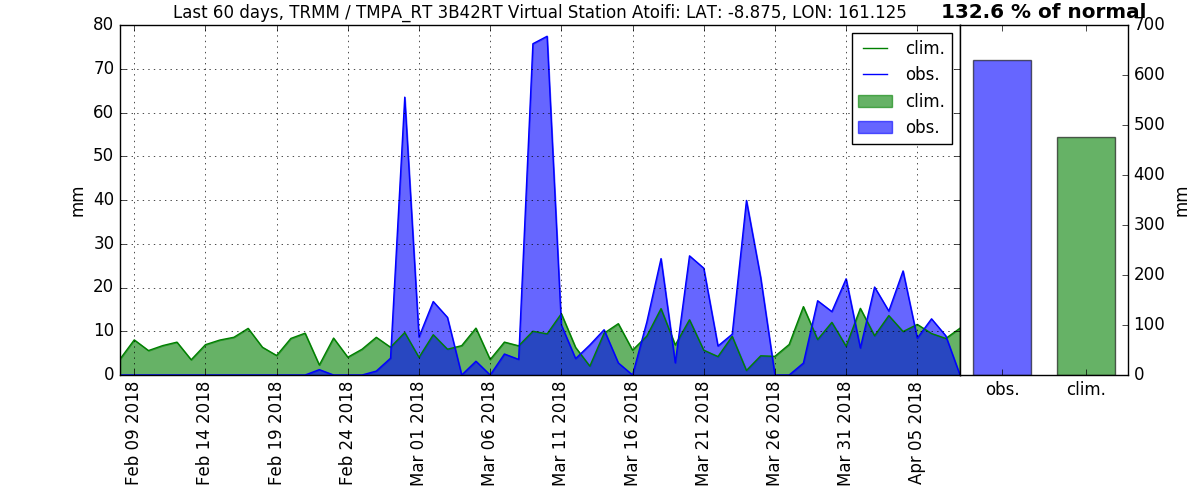 Last 60 days, TRMM / TMPA_RT 3B42RT Virtual Station Atoifi: LAT: -8.875, LON: 161.125
132.6 % of normal
80
70
60
50
40
30
20
10
0
mm
clim.
obs.
clim.
obs.
700
600
500
400
300
200
100
0
mm
obs.
clim.
Feb 09 2018
Feb 14 2018
Feb 19 2018
Feb 24 2018
Mar 01 2018
Mar 06 2018
Mar 11 2018
Mar 16 2018
Mar 21 2018
Mar 26 2018
Mar 31 2018
Apr 05 2018